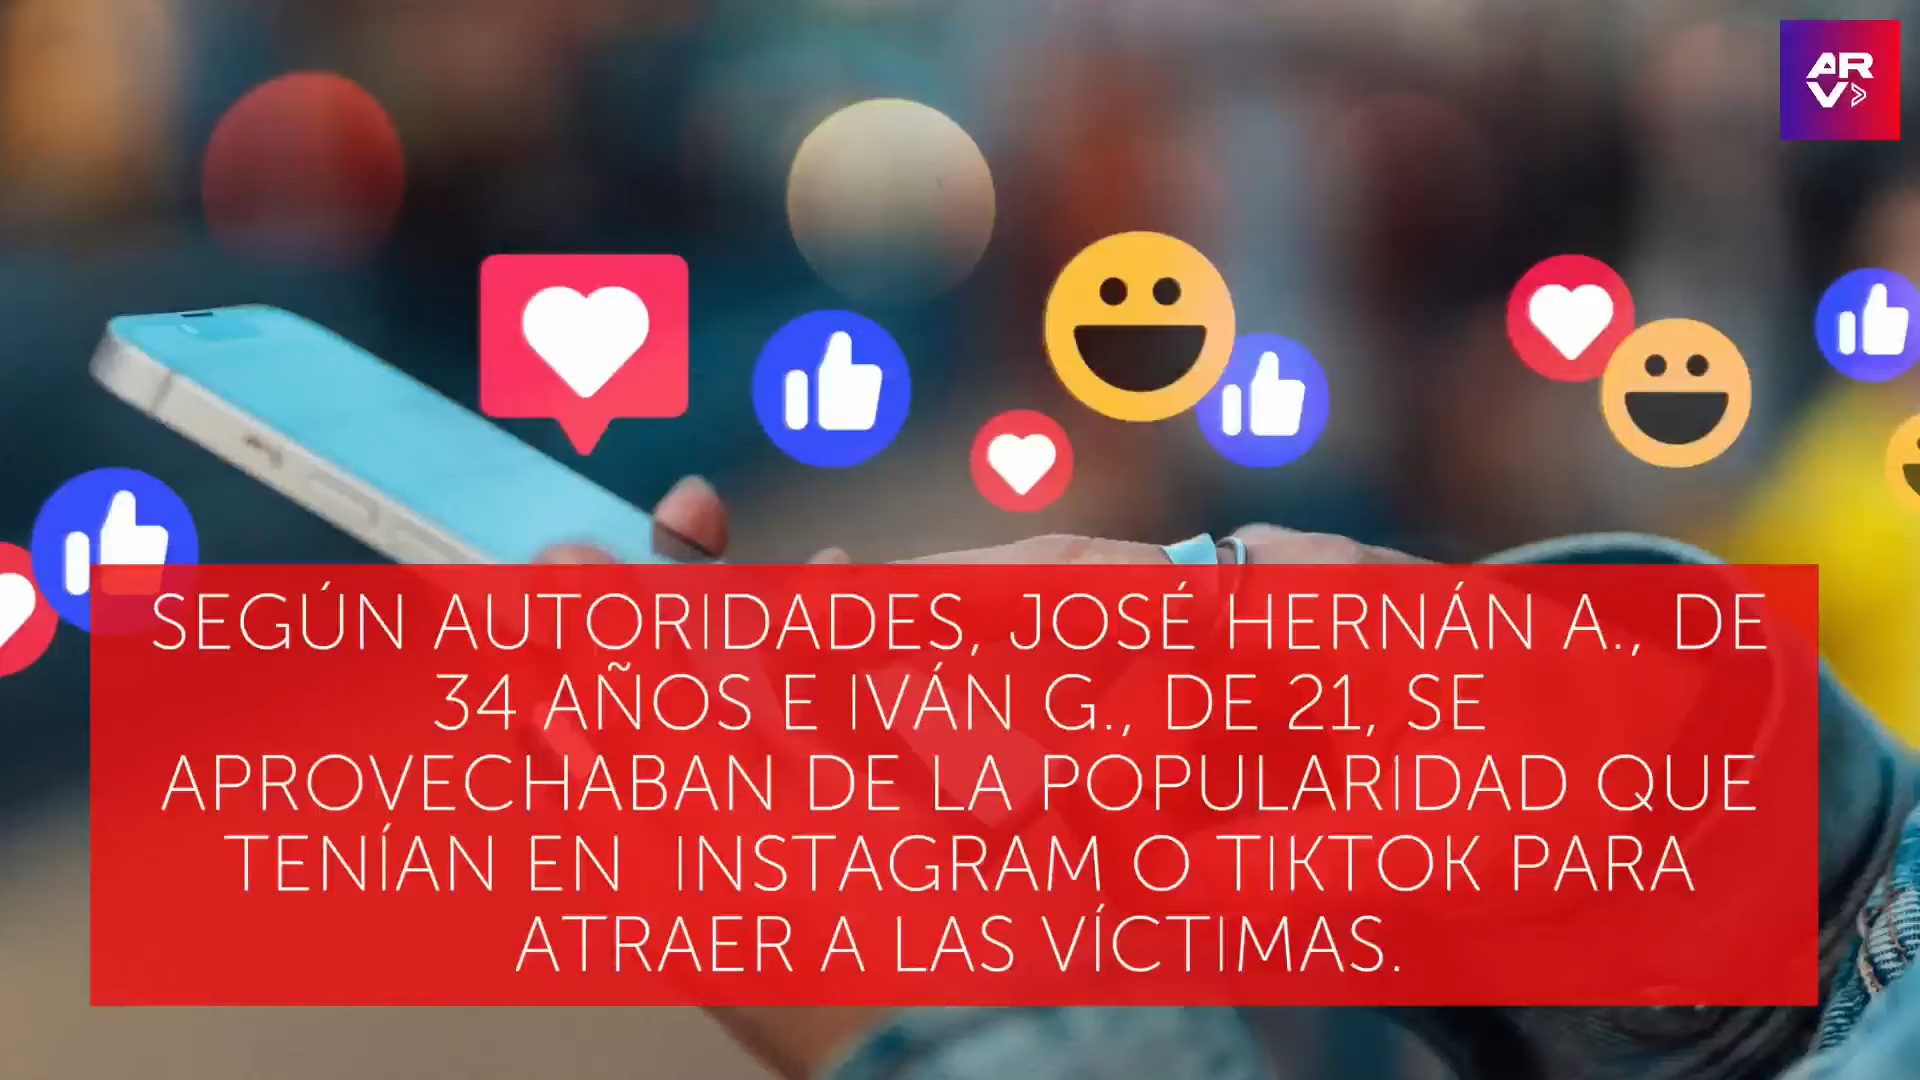 ARV
SEGÚN AUTORIDADES, JOSÉ HERNÁN A., DE
34 AÑOS E IVÁN G., DE 21, SE
APROVECHABAN DE LA POPULARIDAD QUE
TENÍAN EN INSTAGRAM O TIKTOK PARA
ATRAER A LAS VÍCTIMAS.